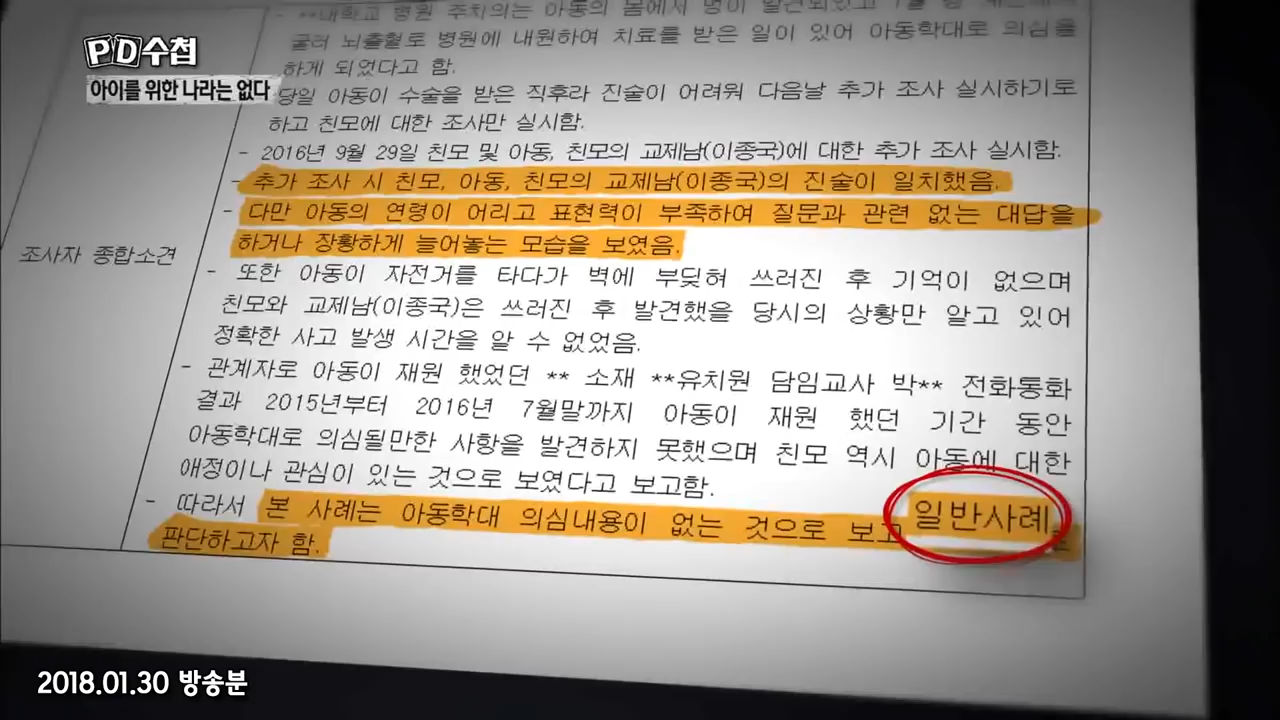 PD수첩
아이를 위한 나라는 없다
- **대학교 병원 주치의는 아동의 몸에서 멍이 발견되었고
굴러 뇌출혈로 병원에 내원하여 치료를 받은 일이 있어 아동학대로 의심을
하게 되었다고 함.
당일 아동이 수술을 받은 직후라 진술이 어려워 다음날 추가 조사 실시하기로
하고 친모에 대한 조사만 실시함.
- 2016년 9월 29일 친모 및 아동, 친모의 교제남(이종국)에 대한 추가 조사 실시함.
- 추가 조사 시 친모, 아동, 친모의 교제남(이종국)의 진술이 일치했음.
- 다만 아동의 연령이 어리고 표현력이 부족하여 질문과 관련 없는 대답을
하거나 장황하게 늘어놓는 모습을 보였음.
조사자 종합소견
- 또한 아동이 자전거를 타다가 벽에 부딪혀 쓰러진 후 기억이 없으며
친모와 교제남(이종국)은 쓰러진 후 발견했을 당시의 상황만 알고 있어
정확한 사고 발생 시간을 알 수 없었음.
- 관계자로 아동이 재원 했었던 ** 소재 **유치원 담임교사 박** 전화통화
결과 2015년부터 2016년 7월말까지 아동이 재원 했던 기간 동안
아동학대로 의심될만한 사항을 발견하지 못했으며 친모 역시 아동에 대한
애정이나 관심이 있는 것으로 보였다고 보고함.
- 따라서 본 사례는 아동학대 의심내용이 없는 것으로 보고 일반사례
판단하고자 함.
2018.01.30 방송분